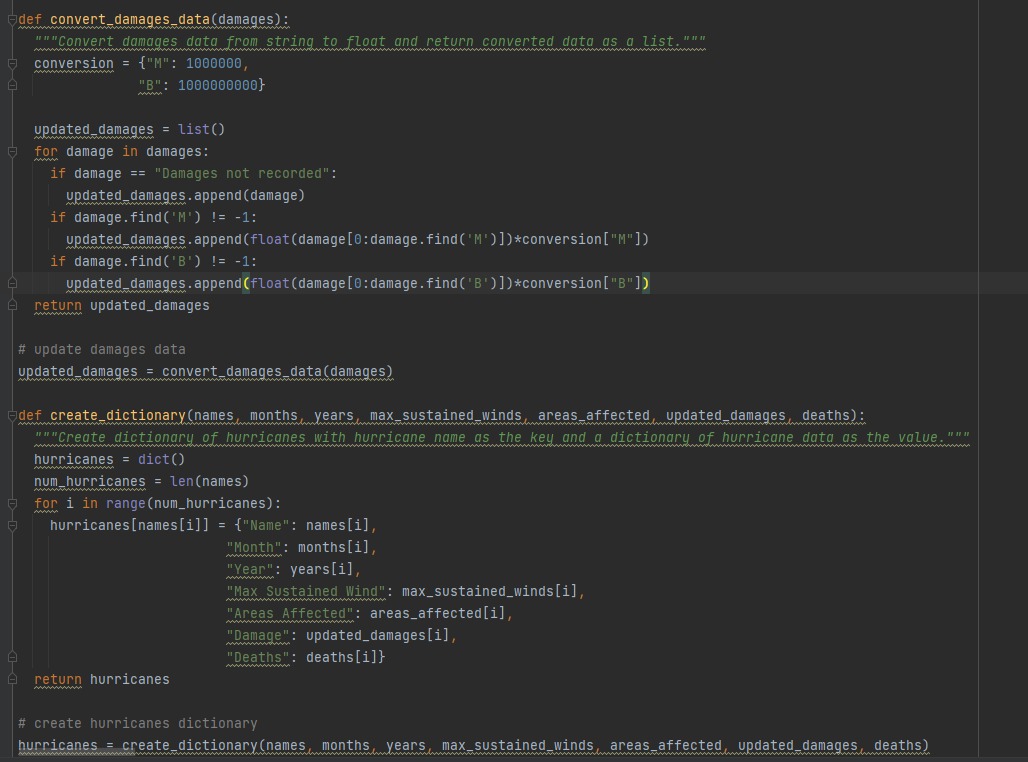 def convert_damages_data(damages):
  """Convert damages data from string to float and return converted data as a list."""
  conversion = {"M": 1000000,
               "B": 1000000000}

  updated_damages = list()
  for damage in damages:
    if damage == "Damages not recorded":
      updated_damages.append(damage)
    if damage.find('M') != -1:
      updated_damages.append(float(damage[0:damage.find('M')])*conversion["M"])
    if damage.find('B') != -1:
      updated_damages.append(float(damage[0:damage.find('B')])*conversion["B"])
  return updated_damages

# update damages data
updated_damages = convert_damages_data(damages)

def create_dictionary(names, months, years, max_sustained_winds, areas_affected, updated_damages, deaths):
  """Create dictionary of hurricanes with hurricane name as the key and a dictionary of hurricane data as the value."""
  hurricanes = dict()
  num_hurricanes = len(names)
  for i in range(num_hurricanes):
    hurricanes[names[i]] = {"Name": names[i],
                          "Month": months[i],
                          "Year": years[i],
                          "Max Sustained Wind": max_sustained_winds[i],
                          "Areas Affected": areas_affected[i],
                          "Damage": updated_damages[i],
                          "Deaths": deaths[i]}
  return hurricanes

# create hurricanes dictionary
hurricanes = create_dictionary(names, months, years, max_sustained_winds, areas_affected, updated_damages, deaths)